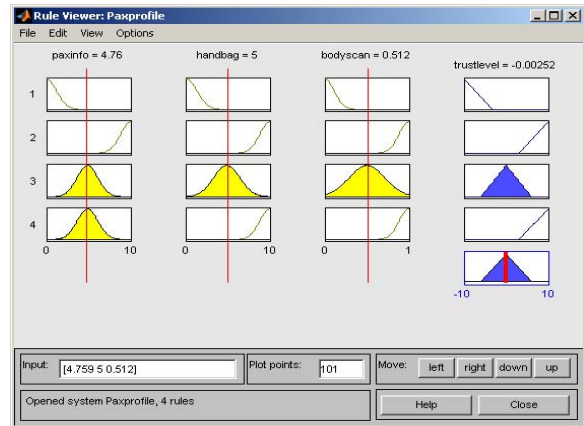 Rule Viewer: Paxprofile
File Edit View Options
paxinfo = 4.76 handbag = 5 bodyscan = 0.512 trustlevel = -0.00252
1
2
3
4
0 10 0 10 0 1
-10 10
Input: [4.759 5 0.512] Plot points: 101 Move: left right down up
Opened system Paxprofile, 4 rules Help Close